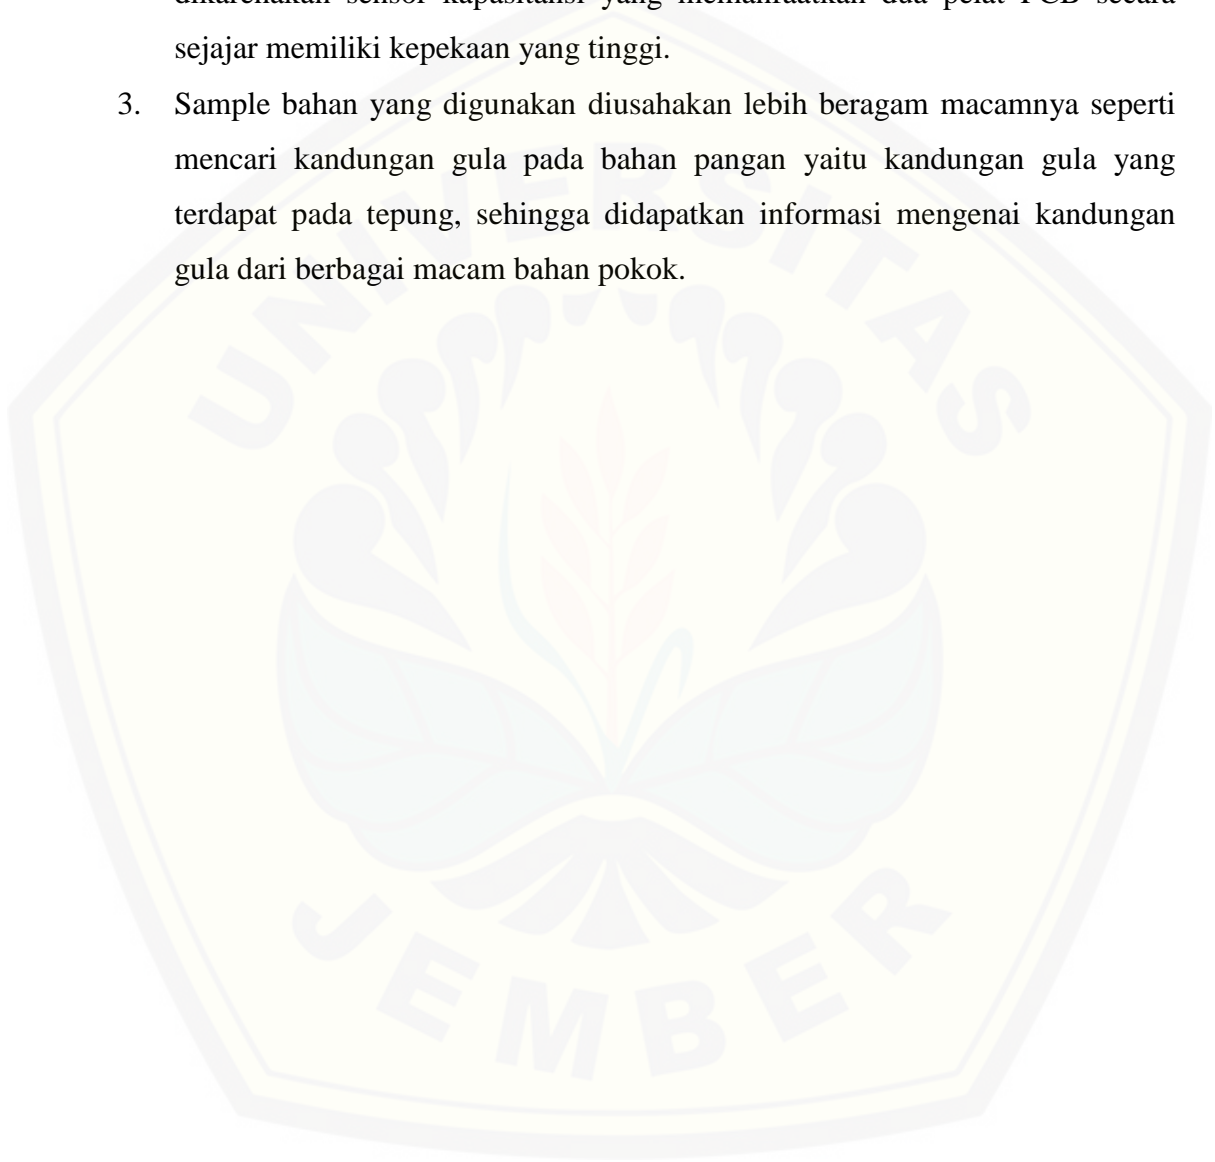 dikarenakan sensor kapasitansi yang memanfaatkan dua pelat PCB secara
sejajar memiliki kepekaan yang tinggi.
3. Sample bahan yang digunakan diusahakan lebih beragam macamnya seperti
mencari kandungan gula pada bahan pangan yaitu kandungan gula yang
terdapat pada tepung, sehingga didapatkan informasi mengenai kandungan
gula dari berbagai macam bahan pokok.
UNIVERSITAS
JEMBER